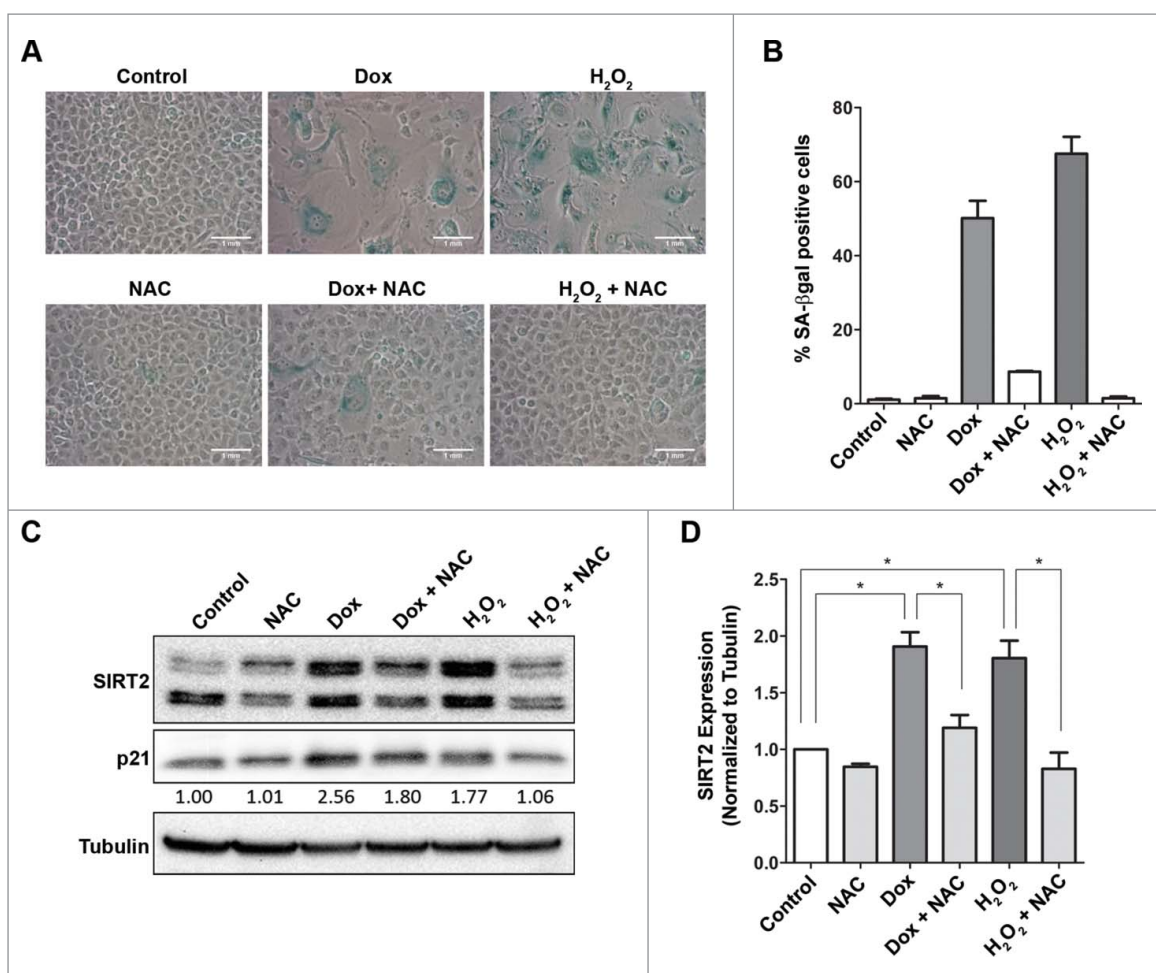 A
Control
Dox
H₂O₂
1 mm
1 mm
1 mm
NAC
Dox+ NAC
H₂O₂ + NAC
1 mm
1 mm
1 mm
B
% SA-βgal positive cells
80
60
40
20
0
Control
NAC
Dox
Dox + NAC
H₂O₂
H₂O₂ + NAC
C
Control
NAC
Dox
Dox + NAC
H₂O₂
H₂O₂ + NAC
SIRT2
p21
1.00 1.01 2.56 1.80 1.77 1.06
Tubulin
D
SIRT2 Expression
(Normalized to Tubulin)
2.5
2.0
1.5
1.0
0.5
0.0
*
*
*
*
Control
NAC
Dox
Dox + NAC
H₂O₂
H₂O₂ + NAC